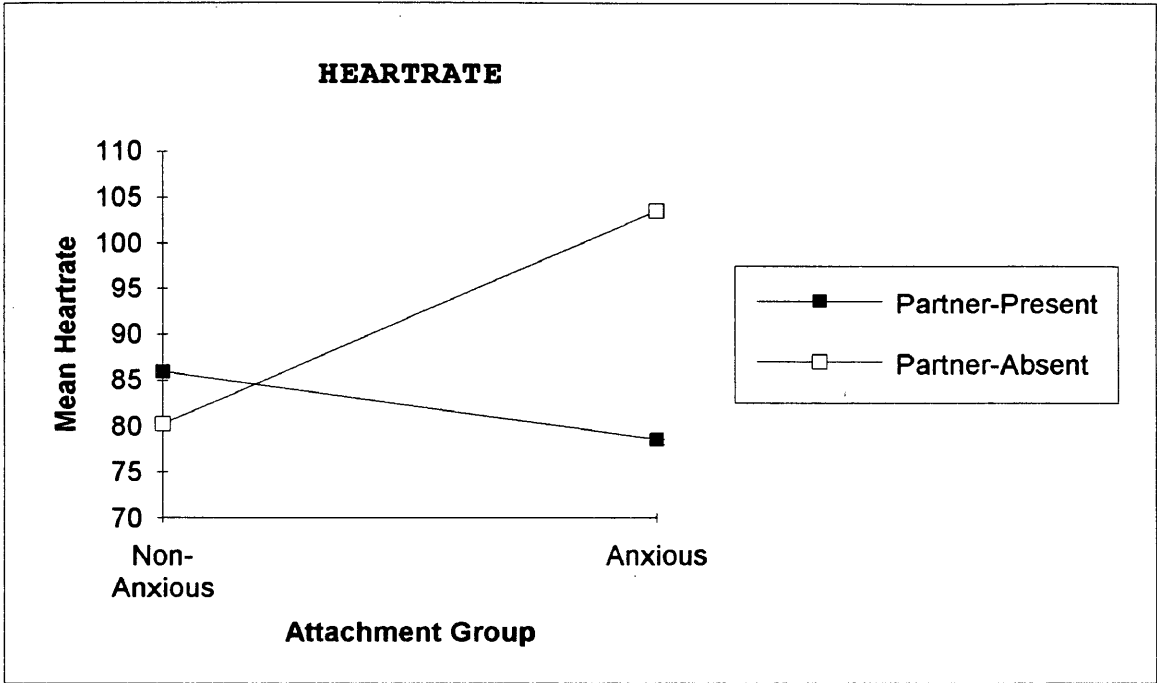 HEARTRATE
110
105
100
95
90
85
80
75
70
Mean Heartrate
Non-
Anxious
Anxious
Attachment Group
Partner-Present
Partner-Absent